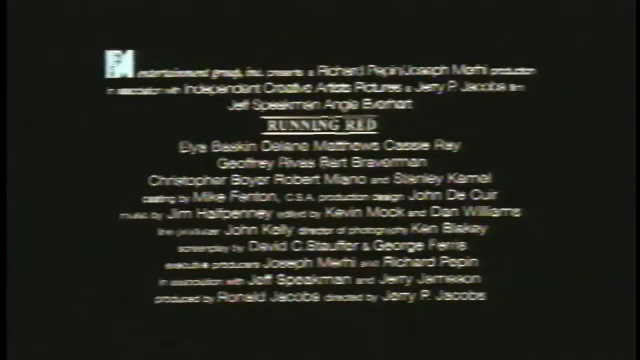 PM entertainment group, inc. presents a Richard Pepin/Joseph Merhi production
in association with Independent Creative Artists Pictures a Jerry P. Jacobs film
Jeff Speakman Angie Everhart
RUNNING RED
Elya Baskin Delane Matthews Cassie Ray
Geoffrey Rivas Bart Braverman
Christopher Boyer Robert Miano and Stanley Kamel
casting by Mike Fenton, C.S.A. production design John De Cuir
music by Jim Halfpenney edited by Kevin Mock and Dan Williams
line producer John Kelly director of photography Ken Blakey
screenplay by David C Stauffer & George Ferris
executive producers Joseph Merhi and Richard Pepin
in association with Jeff Speakman and Jerry Jameson
produced by Ronald Jacobs directed by Jerry P. Jacobs